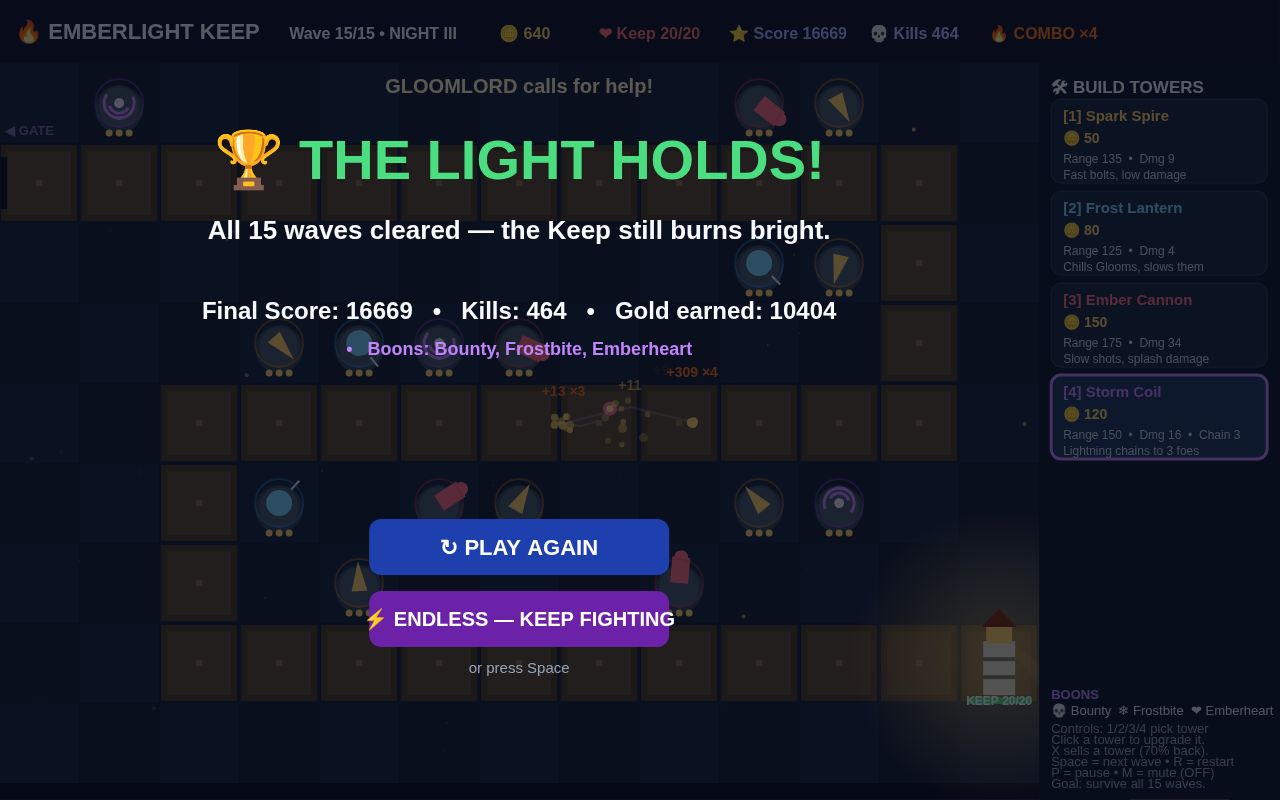 🔥 EMBERLIGHT KEEP Wave 15/15 • NIGHT III 🪙 640 ❤ Keep 20/20 ⭐ Score 16669 💀 Kills 464 🔥 COMBO ×4
GLOOMLORD calls for help!
◀ GATE
🏆 THE LIGHT HOLDS!
All 15 waves cleared — the Keep still burns bright.
Final Score: 16669 • Kills: 464 • Gold earned: 10404
• Boons: Bounty, Frostbite, Emberheart
+309 ×4
+13 ×3
+11
↻ PLAY AGAIN
⚡ ENDLESS — KEEP FIGHTING
or press Space
KEEP 20/20
🛠 BUILD TOWERS
[1] Spark Spire
🪙 50
Range 135 • Dmg 9
Fast bolts, low damage
[2] Frost Lantern
🪙 80
Range 125 • Dmg 4
Chills Glooms, slows them
[3] Ember Cannon
🪙 150
Range 175 • Dmg 34
Slow shots, splash damage
[4] Storm Coil
🪙 120
Range 150 • Dmg 16 • Chain 3
Lightning chains to 3 foes
BOONS
💀 Bounty ❄ Frostbite ❤ Emberheart
Controls: 1/2/3/4 pick tower
Click a tower to upgrade it.
X sells a tower (70% back).
Space = next wave • R = restart
P = pause • M = mute (OFF)
Goal: survive all 15 waves.